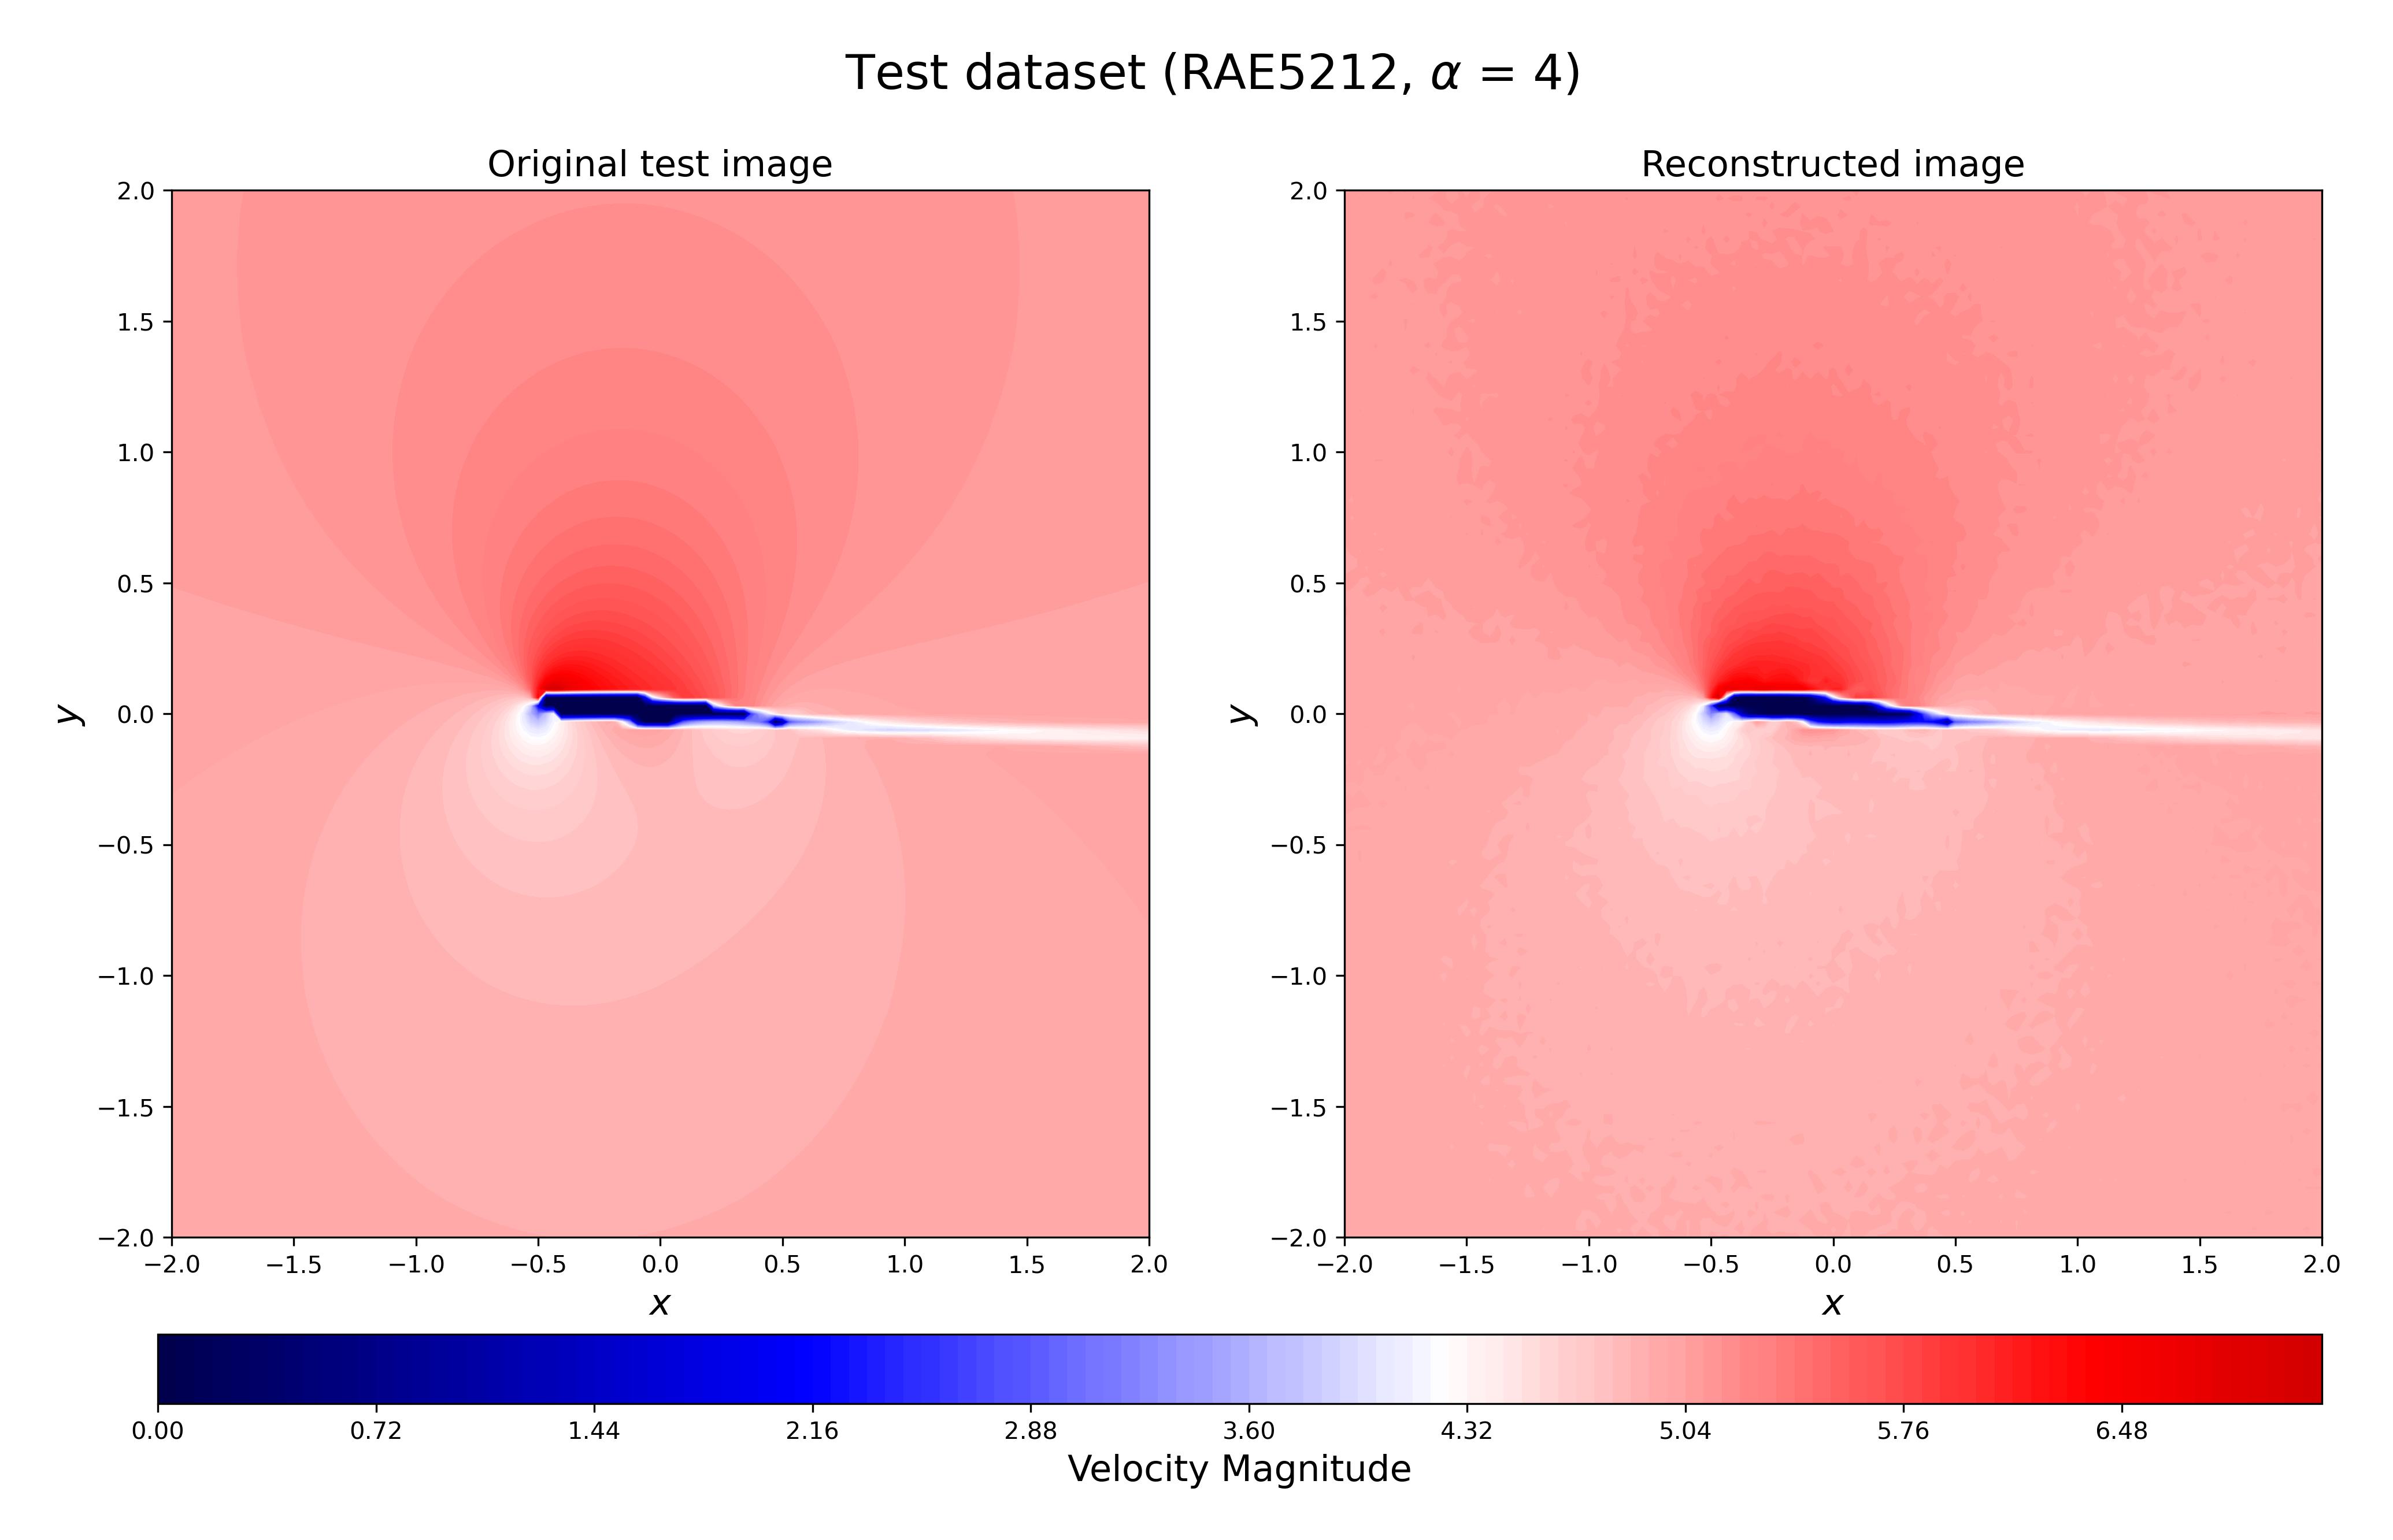 Test dataset (RAE5212, α = 4)
Original test image
Reconstructed image
2.0
1.5
1.0
0.5
0.0
−0.5
−1.0
−1.5
−2.0
y
−2.0 −1.5 −1.0 −0.5 0.0 0.5 1.0 1.5 2.0
x
2.0
1.5
1.0
0.5
0.0
−0.5
−1.0
−1.5
−2.0
y
−2.0 −1.5 −1.0 −0.5 0.0 0.5 1.0 1.5 2.0
x
0.00 0.72 1.44 2.16 2.88 3.60 4.32 5.04 5.76 6.48
Velocity Magnitude